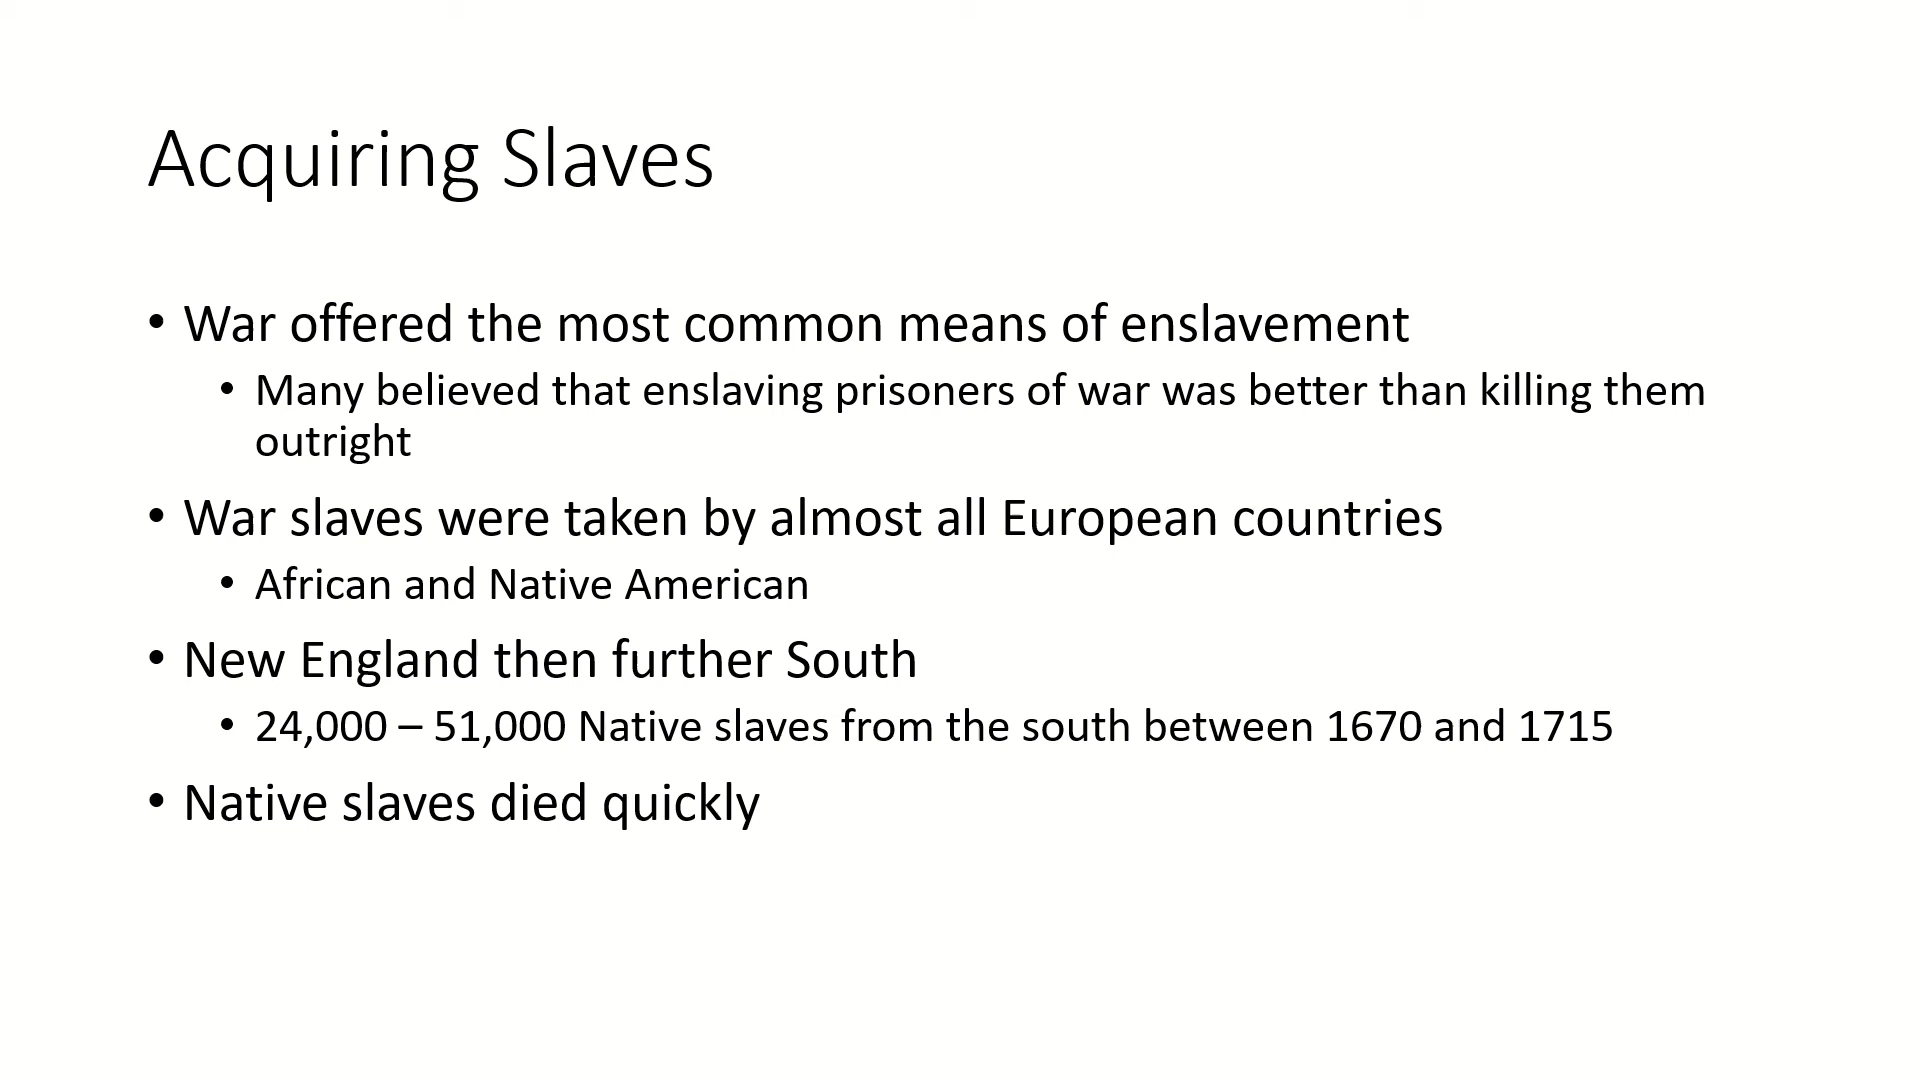 Acquiring Slaves
• War offered the most common means of enslavement
• Many believed that enslaving prisoners of war was better than killing them
outright
• War slaves were taken by almost all European countries
• African and Native American
• New England then further South
• 24,000 – 51,000 Native slaves from the south between 1670 and 1715
• Native slaves died quickly